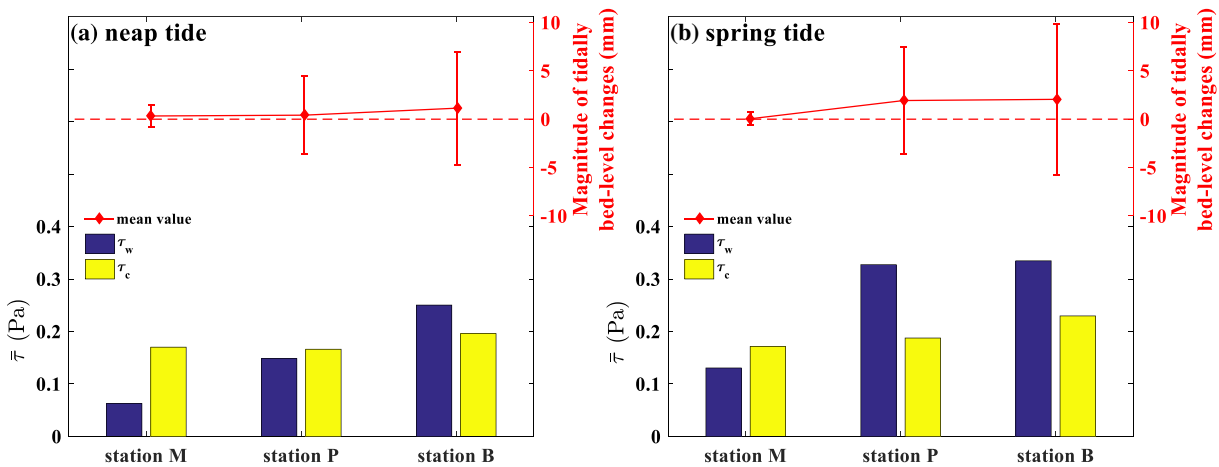 (a) neap tide
10
5
0
-5
-10
Magnitude of tidally
bed-level changes (mm)
mean value
τw
τc
0.4
0.3
0.2
0.1
0
τ̄ (Pa)
station M
station P
station B
(b) spring tide
10
5
0
-5
-10
Magnitude of tidally
bed-level changes (mm)
mean value
τw
τc
0.4
0.3
0.2
0.1
0
τ̄ (Pa)
station M
station P
station B